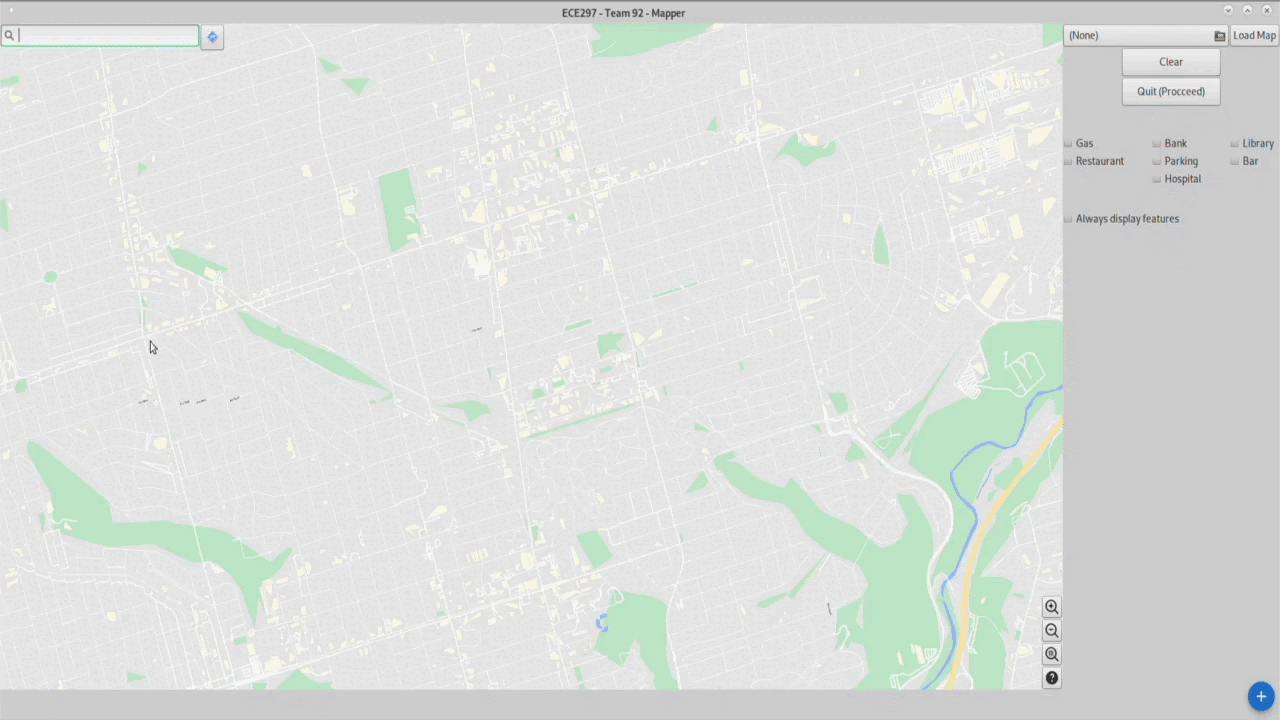 ECE297 - Team 92 - Mapper
(None)
Load Map
Clear
Quit (Procceed)
Gas
Bank
Library
Restaurant
Parking
Bar
Hospital
Always display features